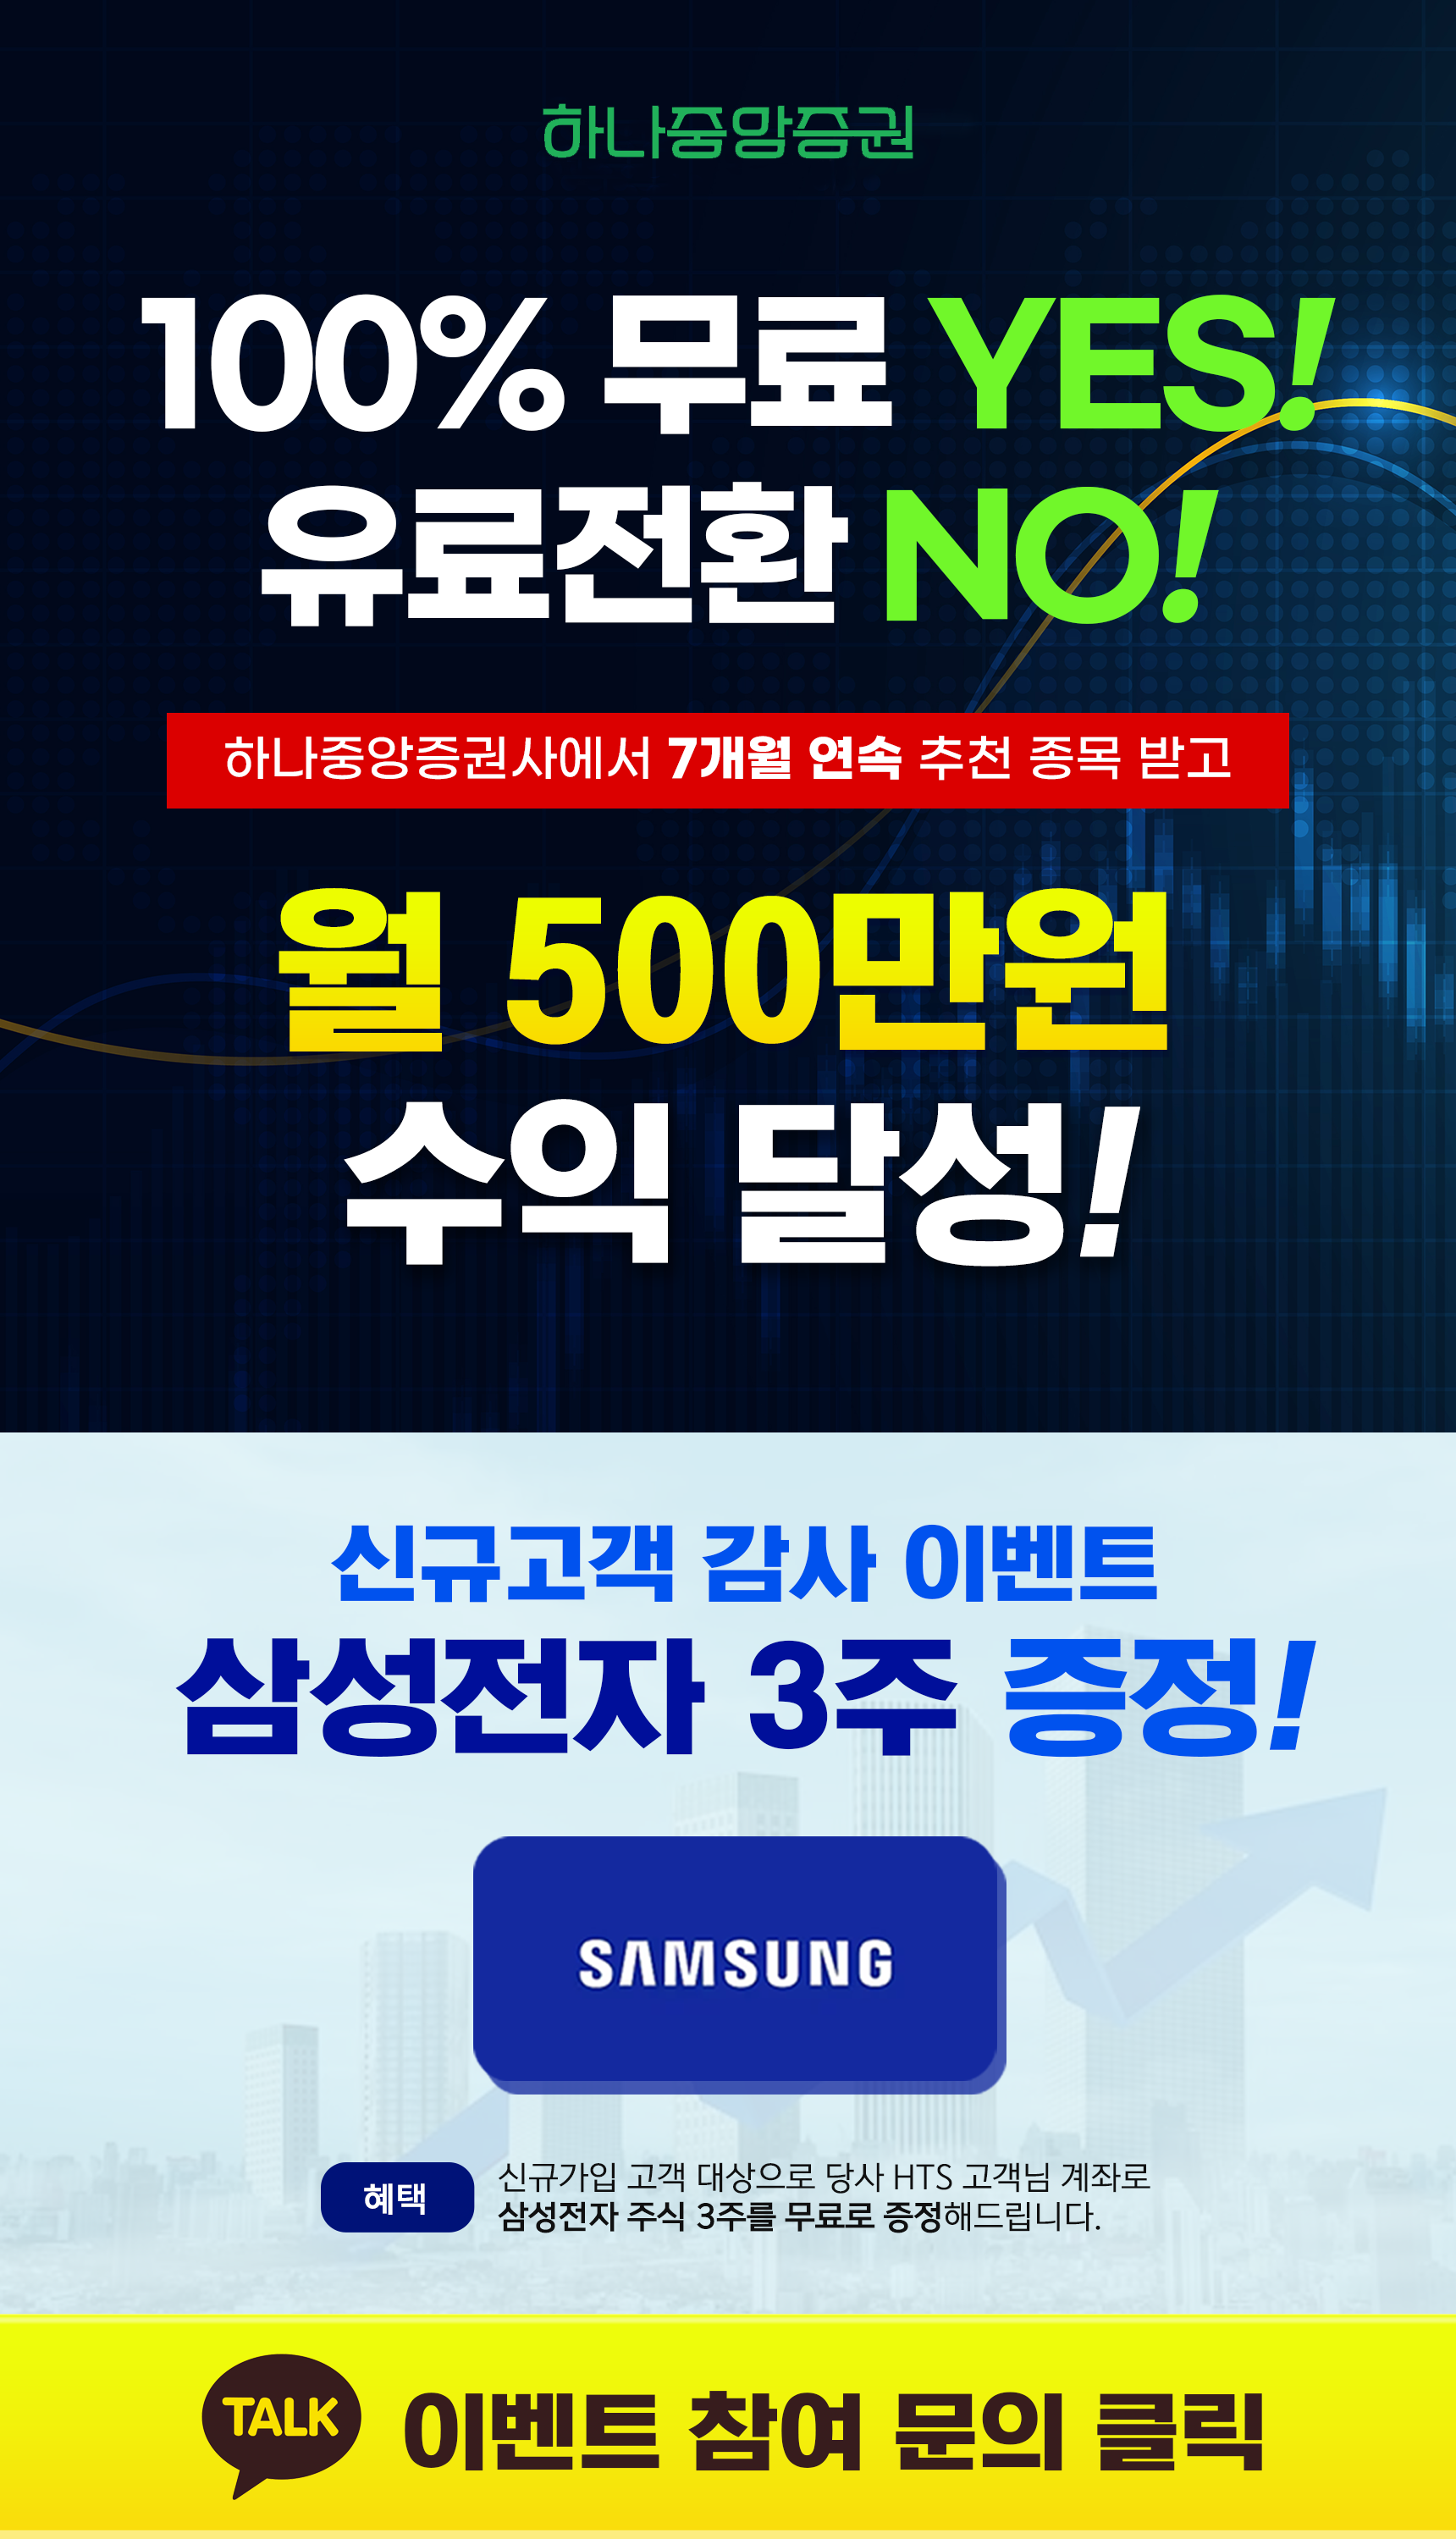 하나중앙증권
100% 무료 YES!
유료전환 NO!
하나중앙증권사에서 7개월 연속 추천 종목 받고
월 500만원
수익 달성!
신규고객 감사 이벤트
삼성전자 3주 증정!
SAMSUNG
혜택
신규가입 고객 대상으로 당사 HTS 고객님 계좌로
삼성전자 주식 3주를 무료로 증정해드립니다.
TALK 이벤트 참여 문의 클릭